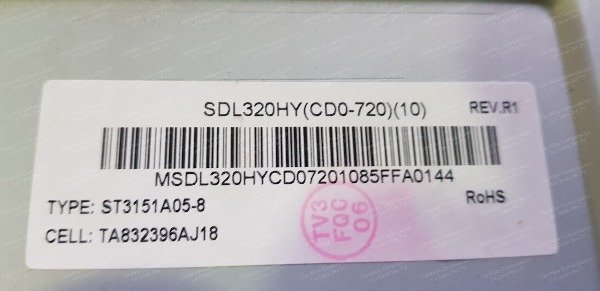 SDL320HY(CD0-720)(10)
REV.R1
MSDL320HYCD07201085FFA0144
TYPE: ST3151A05-8
RoHS
CELL: TA832396AJ18
TV3
FQC
06